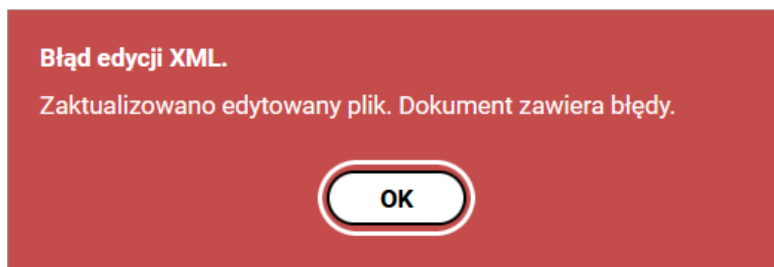 Błąd edycji XML.
Zaktualizowano edytowany plik. Dokument zawiera błędy.
OK